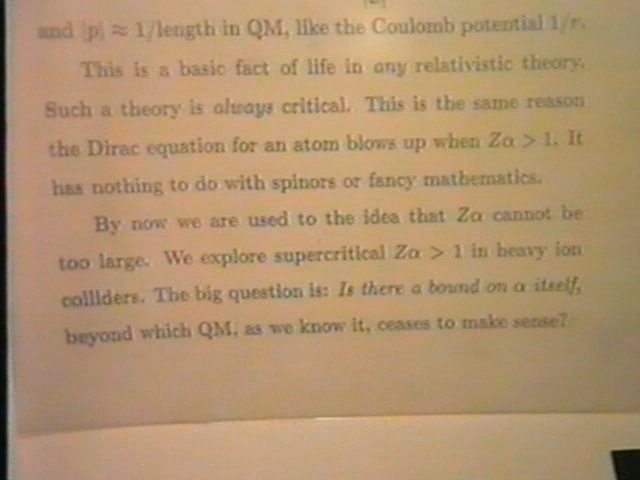 and |p| ≈ 1/length in QM, like the Coulomb potential 1/r.
This is a basic fact of life in any relativistic theory.
Such a theory is always critical. This is the same reason
the Dirac equation for an atom blows up when Zα > 1. It
has nothing to do with spinors or fancy mathematics.
By now we are used to the idea that Zα cannot be
too large. We explore supercritical Zα > 1 in heavy ion
colliders. The big question is: Is there a bound on α itself,
beyond which QM, as we know it, ceases to make sense?